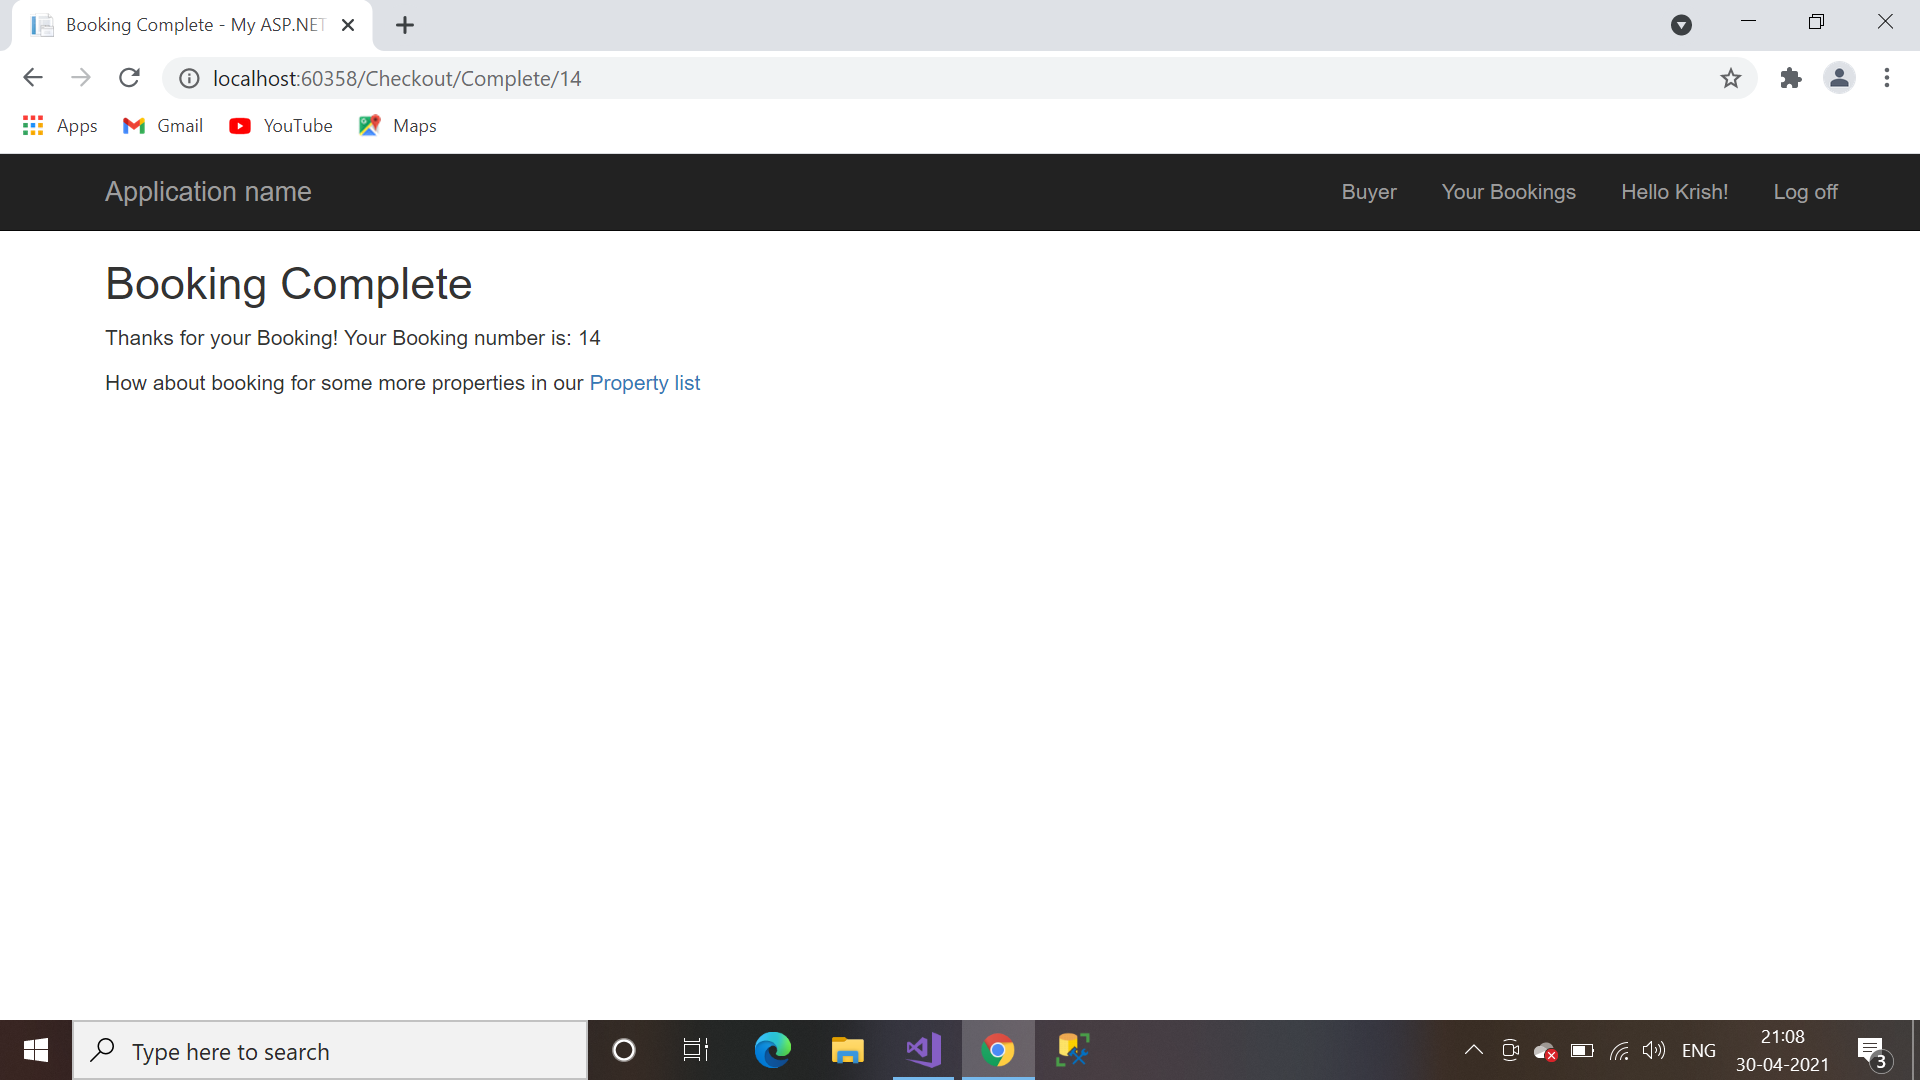 Booking Complete - My ASP.NET
localhost:60358/Checkout/Complete/14
Apps Gmail YouTube Maps
Application name Buyer Your Bookings Hello Krish! Log off
Booking Complete
Thanks for your Booking! Your Booking number is: 14
How about booking for some more properties in our Property list
Type here to search
ENG
21:08
30-04-2021
3